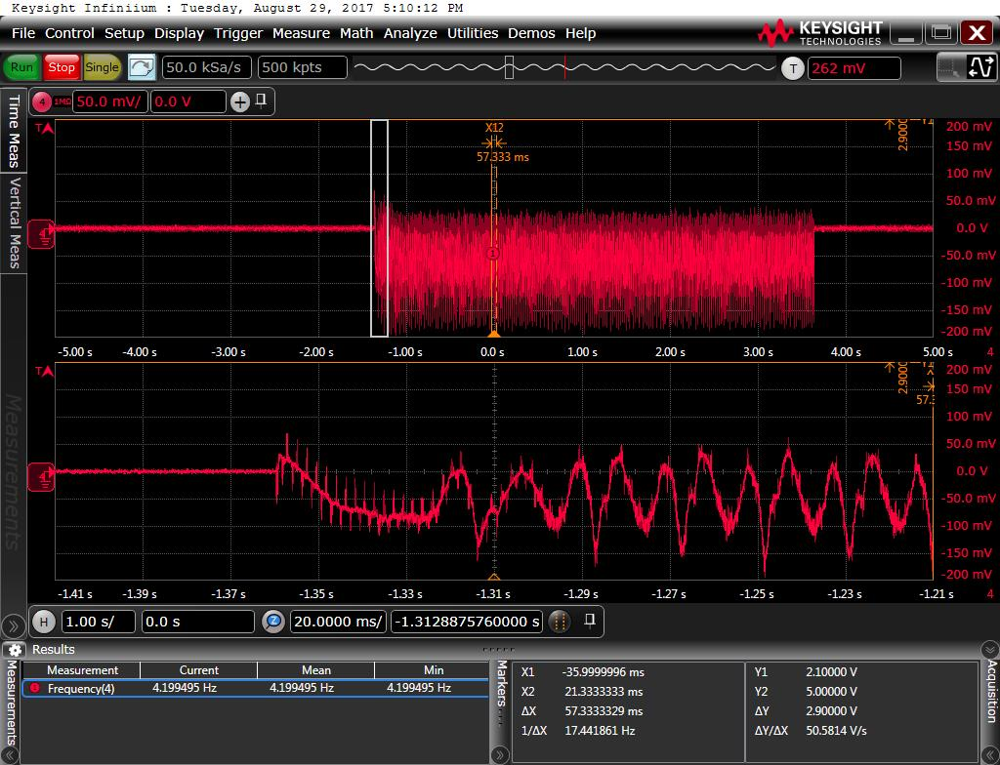 Keysight Infiniium : Tuesday, August 29, 2017 5:10:12 PM
File Control Setup Display Trigger Measure Math Analyze Utilities Demos Help
KEYSIGHT
TECHNOLOGIES
Run Stop Single 50.0 kSa/s 500 kpts T 262 mV
4 1MΩ 50.0 mV/ 0.0 V
Time Meas
Vertical Meas
Measurements
T
X12
57.333 ms
2.9000
Y1
200 mV
150 mV
100 mV
50.0 mV
0.0 V
-50.0 mV
-100 mV
-150 mV
-200 mV
1
-5.00 s -4.00 s -3.00 s -2.00 s -1.00 s 0.0 s 1.00 s 2.00 s 3.00 s 4.00 s 5.00 s 4
T
2.9000
57.3
200 mV
150 mV
100 mV
50.0 mV
0.0 V
-50.0 mV
-100 mV
-150 mV
-200 mV
-1.41 s -1.39 s -1.37 s -1.35 s -1.33 s -1.31 s -1.29 s -1.27 s -1.25 s -1.23 s -1.21 s 4
H 1.00 s/ 0.0 s Z 20.0000 ms/ -1.3128875760000 s
Results
Measurements
Measurement Current Mean Min
Frequency(4) 4.199495 Hz 4.199495 Hz 4.199495 Hz
Markers
X1 -35.9999996 ms
X2 21.3333333 ms
ΔX 57.3333329 ms
1/ΔX 17.441861 Hz
Y1 2.10000 V
Y2 5.00000 V
ΔY 2.90000 V
ΔY/ΔX 50.5814 V/s
Acquisition